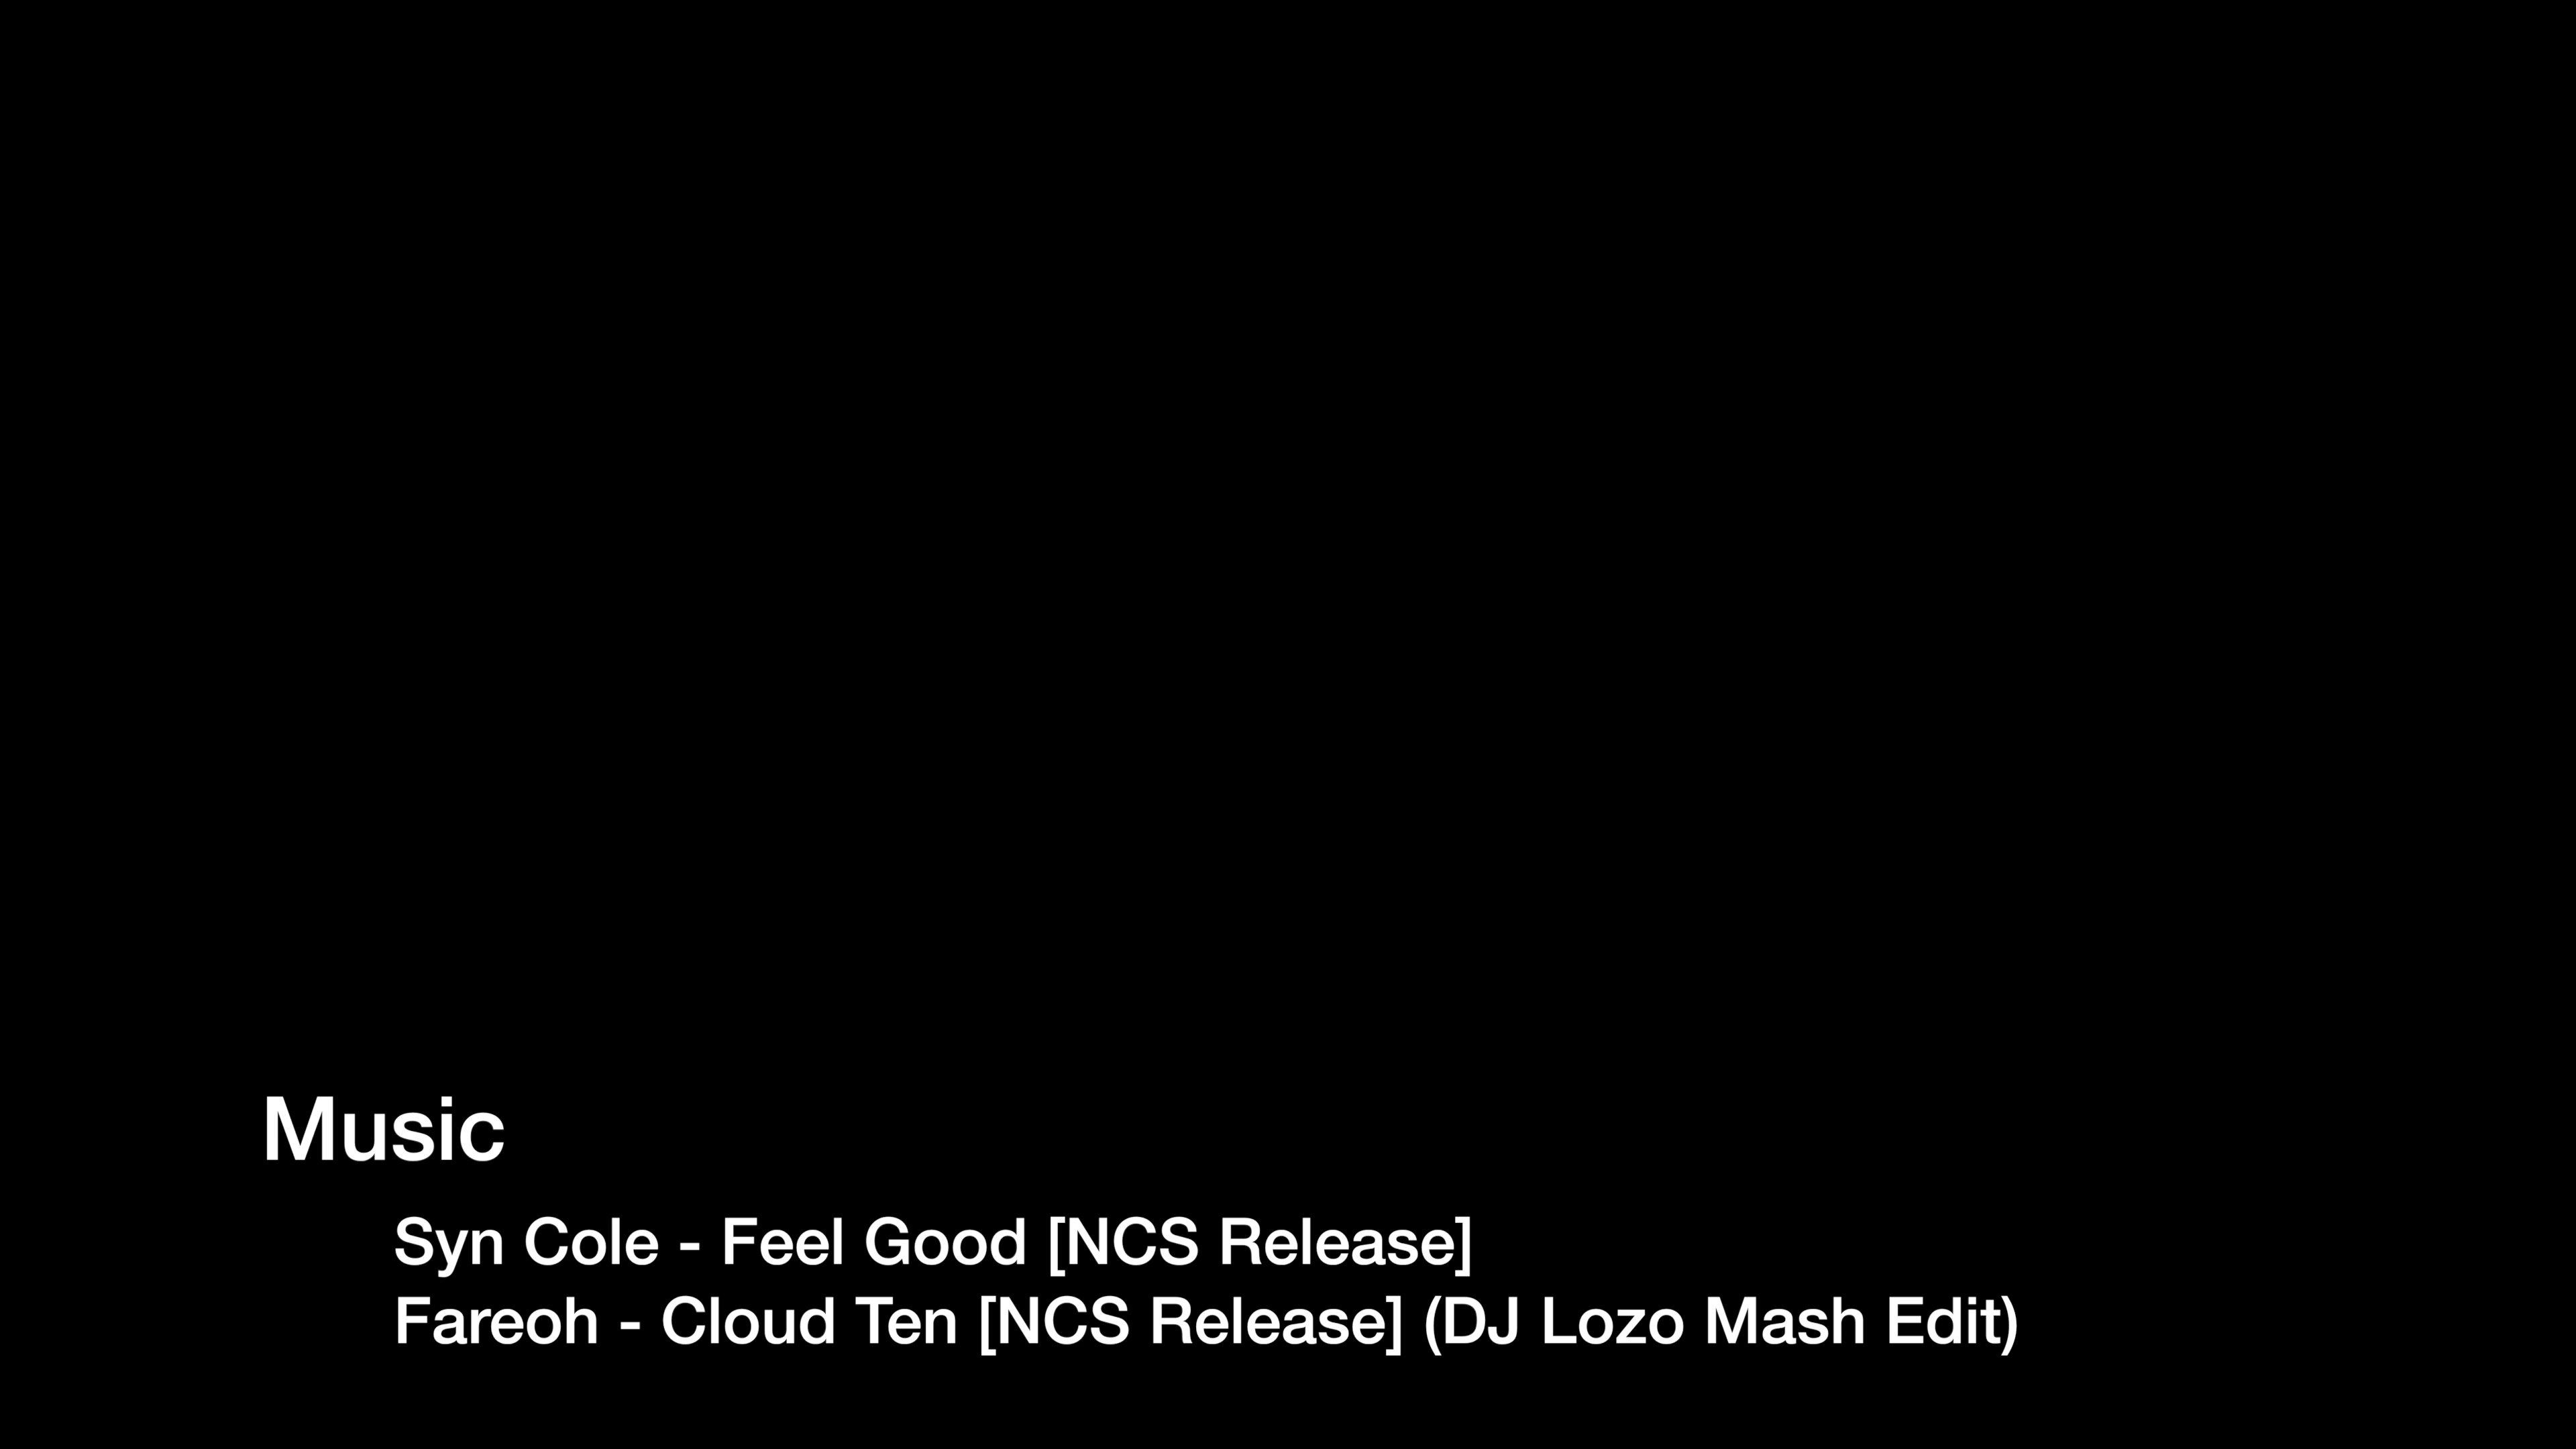 Music
Syn Cole - Feel Good [NCS Release]
Fareoh - Cloud Ten [NCS Release] (DJ Lozo Mash Edit)